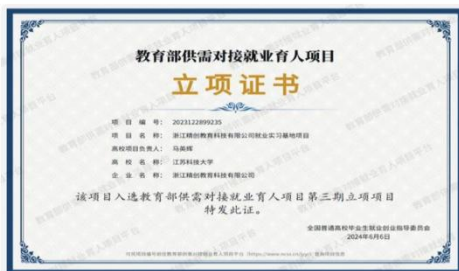 教育部供需对接就业育人项目
立项证书
项 目 编 号： 2023122899235
项 目 名 称： 浙江精创教育科技有限公司就业实习基地项目
高校项目负责人： 马英辉
高 校 名 称： 江苏科技大学
企 业 名 称： 浙江精创教育科技有限公司
该项目入选教育部供需对接就业育人项目第三期立项项目
特发此证。
全国普通高校毕业生就业创业指导委员会
2024年6月6日